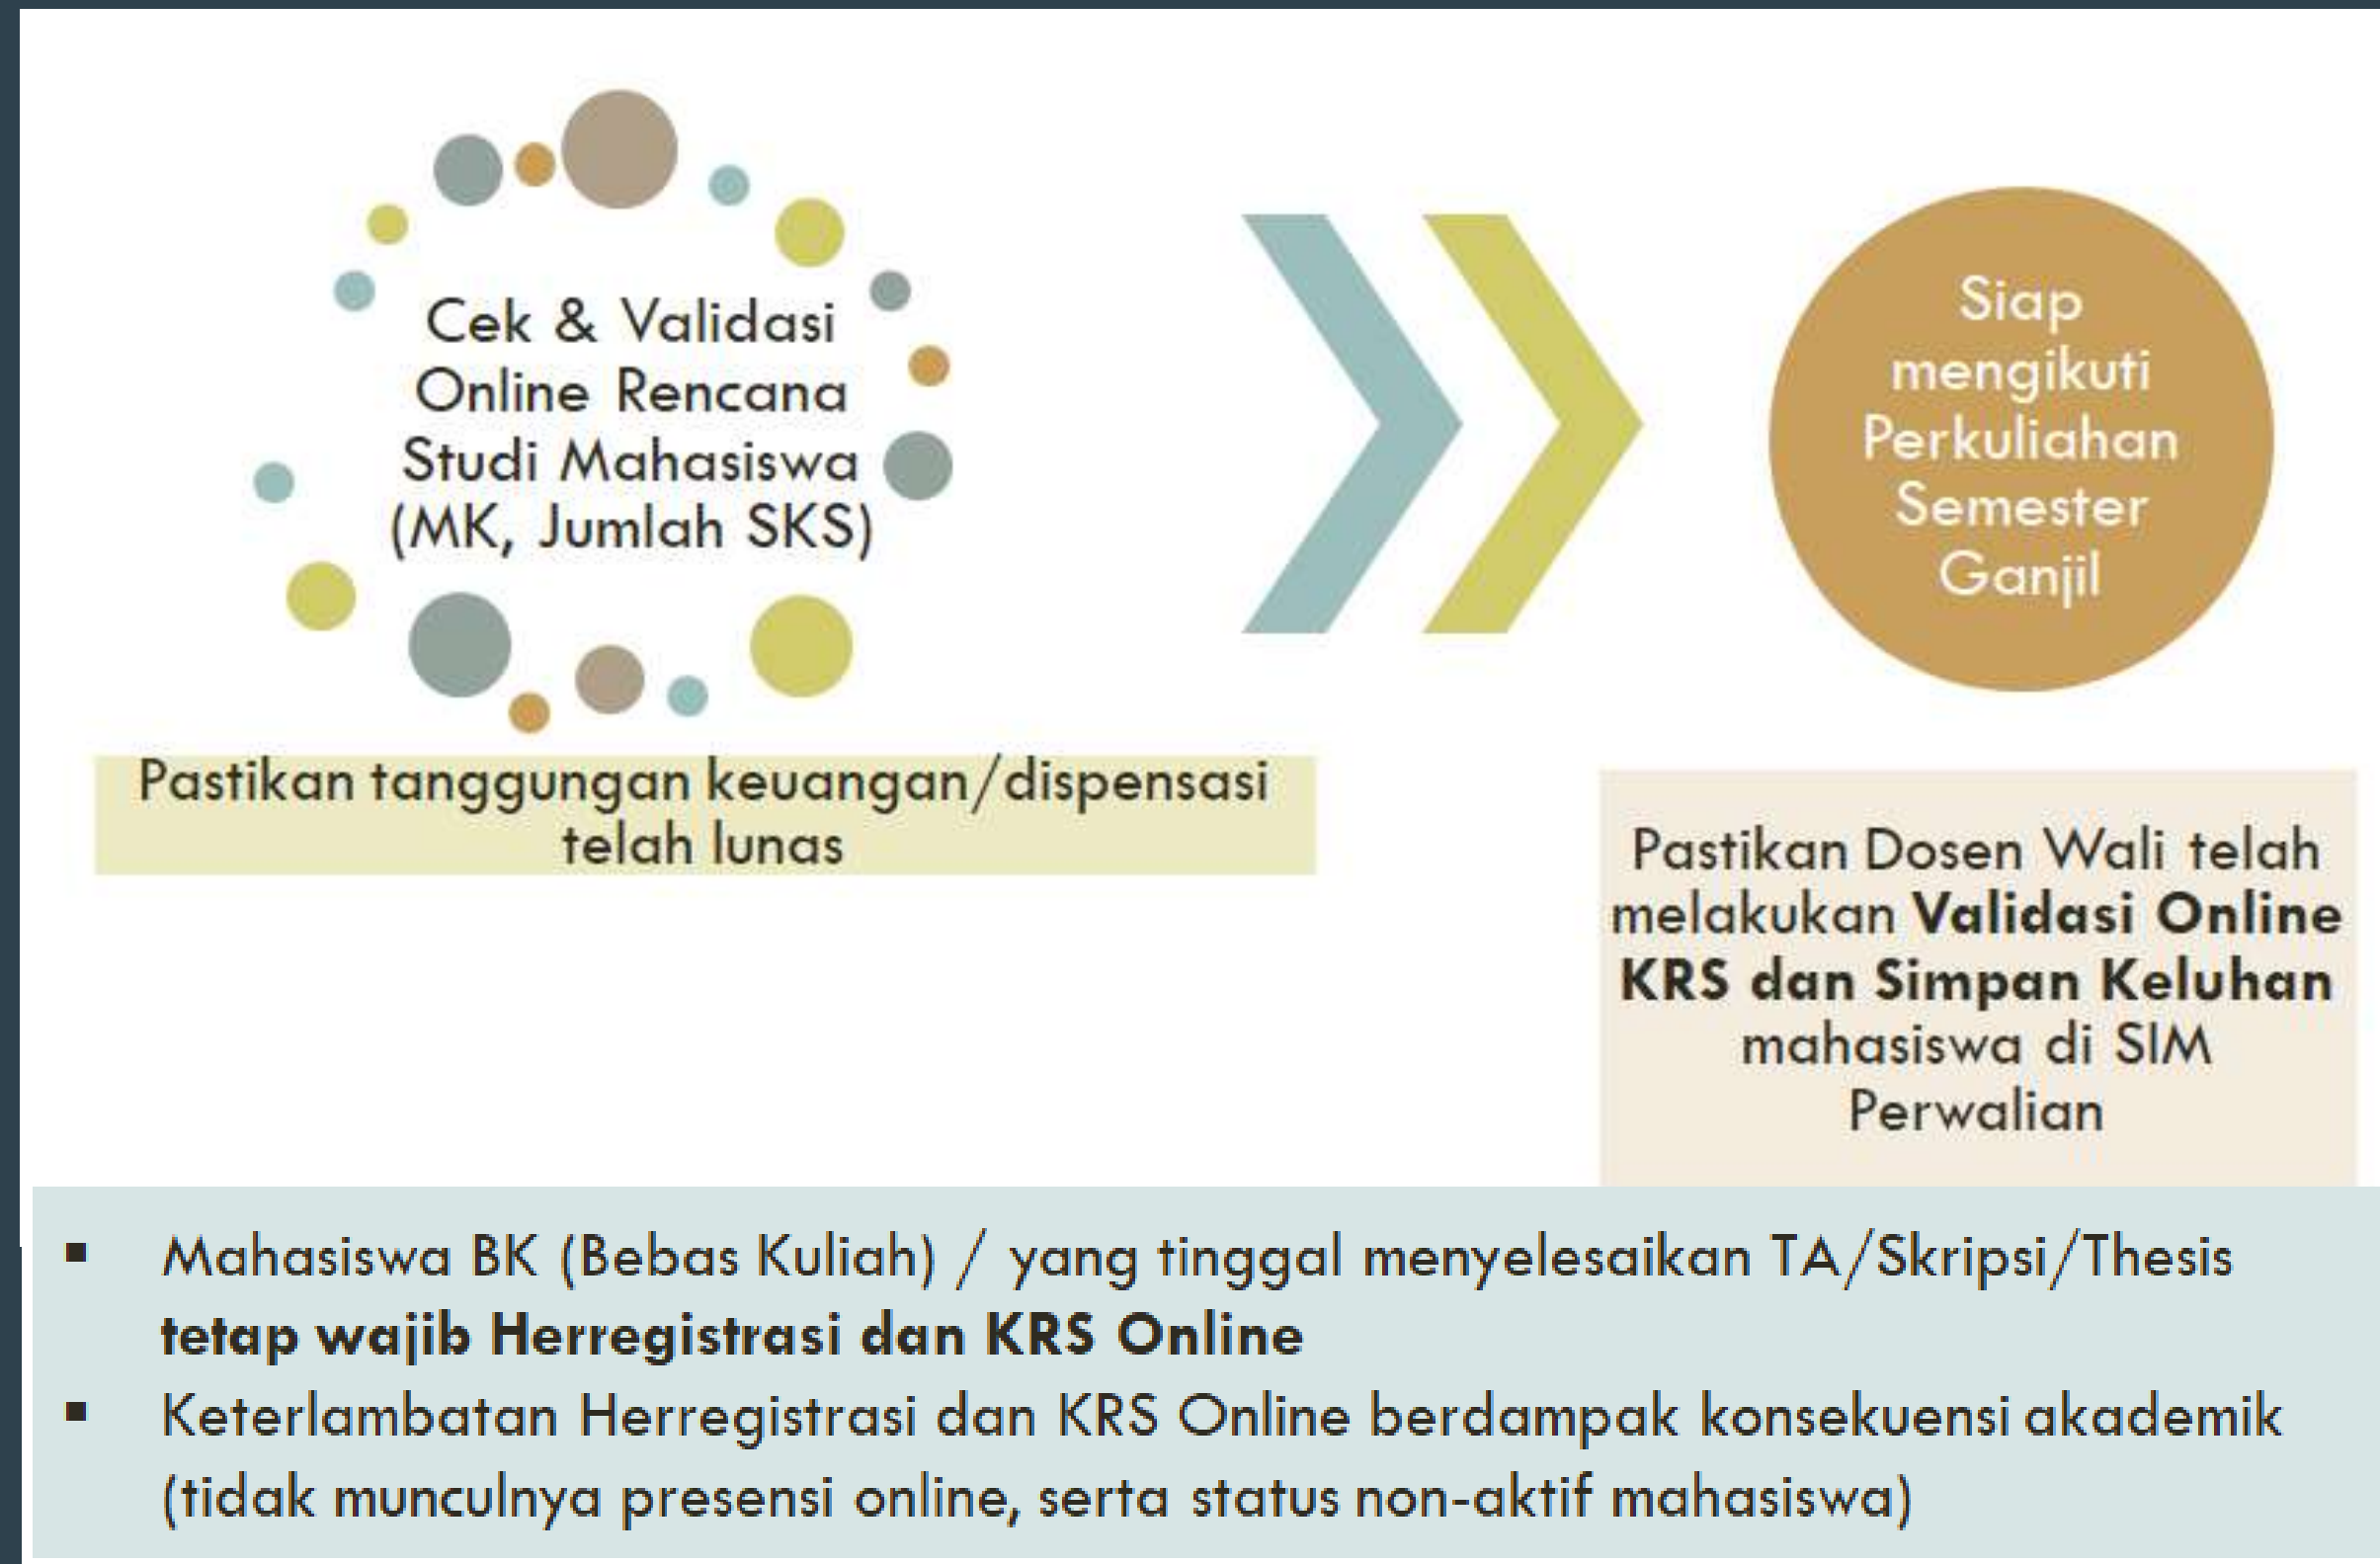 Cek & Validasi
Online Rencana
Studi Mahasiswa
(MK, Jumlah SKS)
Siap
mengikuti
Perkuliahan
Semester
Ganjil
Pastikan tanggungan keuangan/dispensasi
telah lunas
Pastikan Dosen Wali telah
melakukan Validasi Online
KRS dan Simpan Keluhan
mahasiswa di SIM
Perwalian
▪ Mahasiswa BK (Bebas Kuliah) / yang tinggal menyelesaikan TA/Skripsi/Thesis
tetap wajib Herregistrasi dan KRS Online
▪ Keterlambatan Herregistrasi dan KRS Online berdampak konsekuensi akademik
(tidak munculnya presensi online, serta status non-aktif mahasiswa)